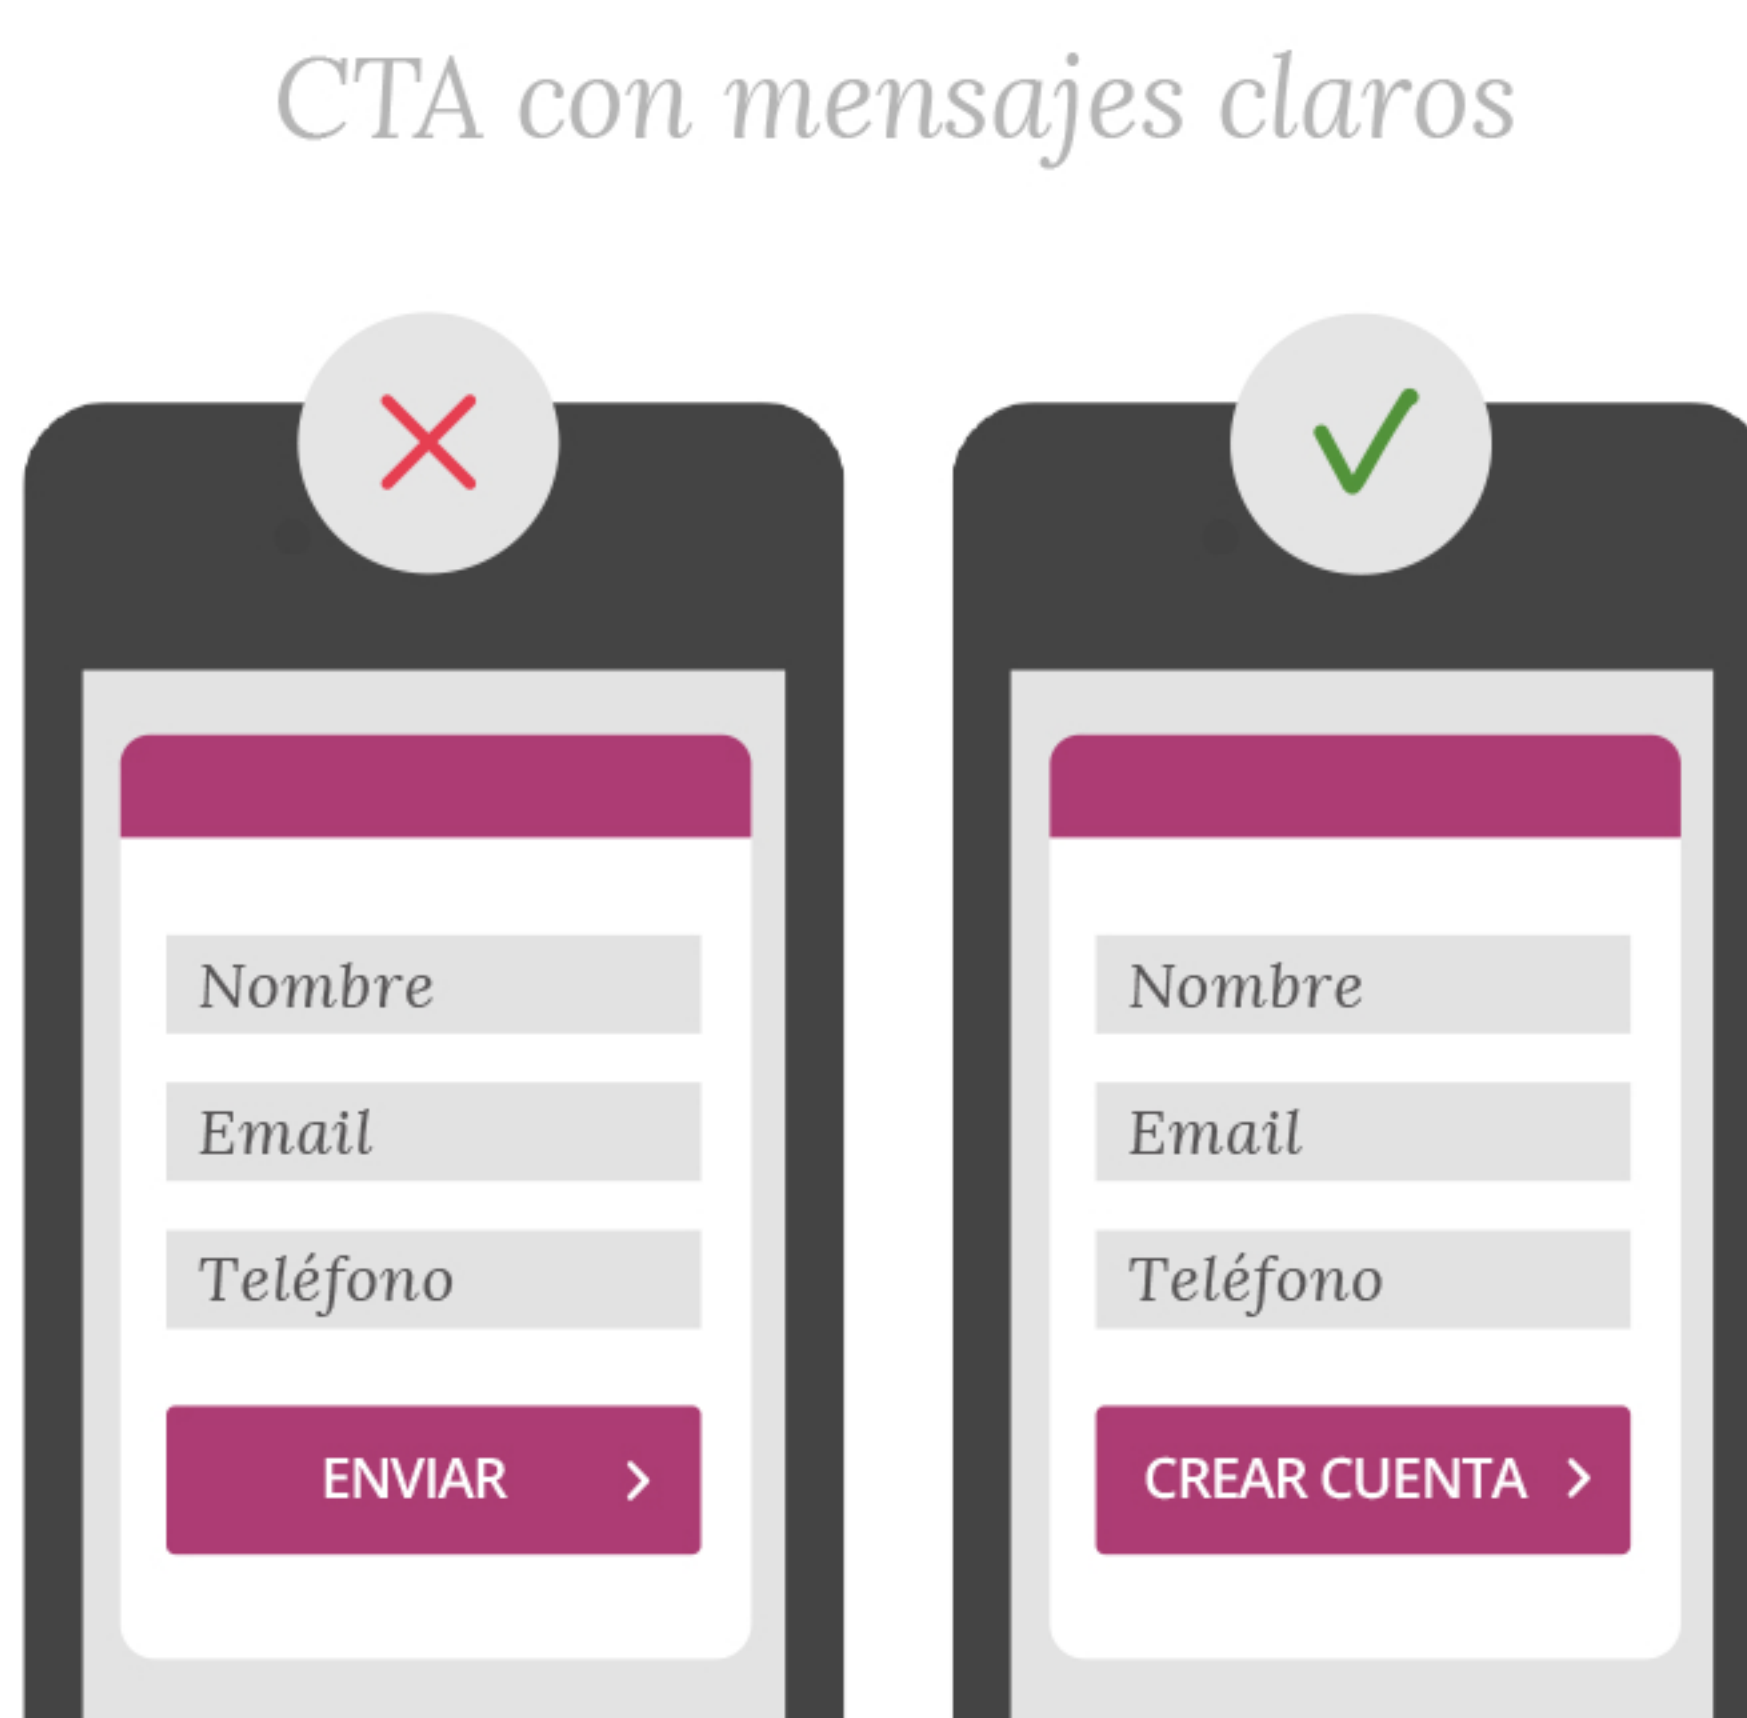 CTA con mensajes claros
Nombre
Email
Teléfono
ENVIAR
Nombre
Email
Teléfono
CREAR CUENTA